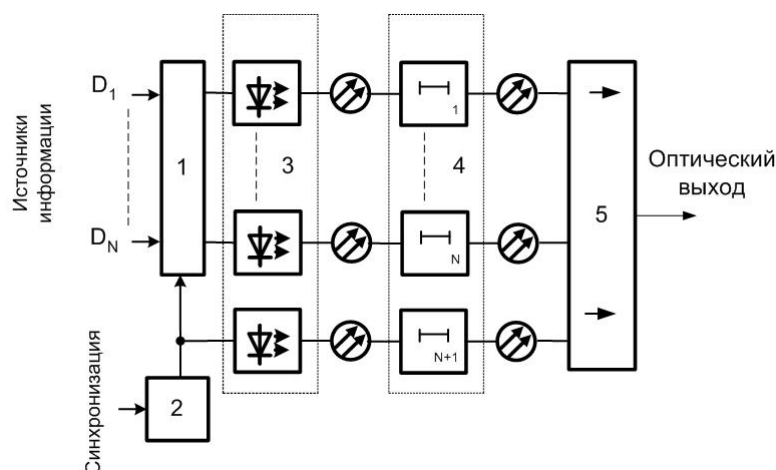 Источники
информации
D1
DN
1
3
1
4
N
N+1
5
Оптический
выход
Синхронизация
2